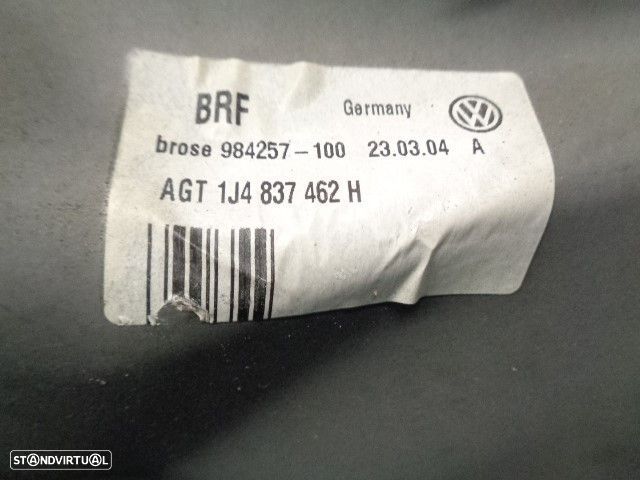 BRF Germany
brose 984257-100 23.03.04 A
AGT 1J4 837 462 H
STANDVIRTUAL